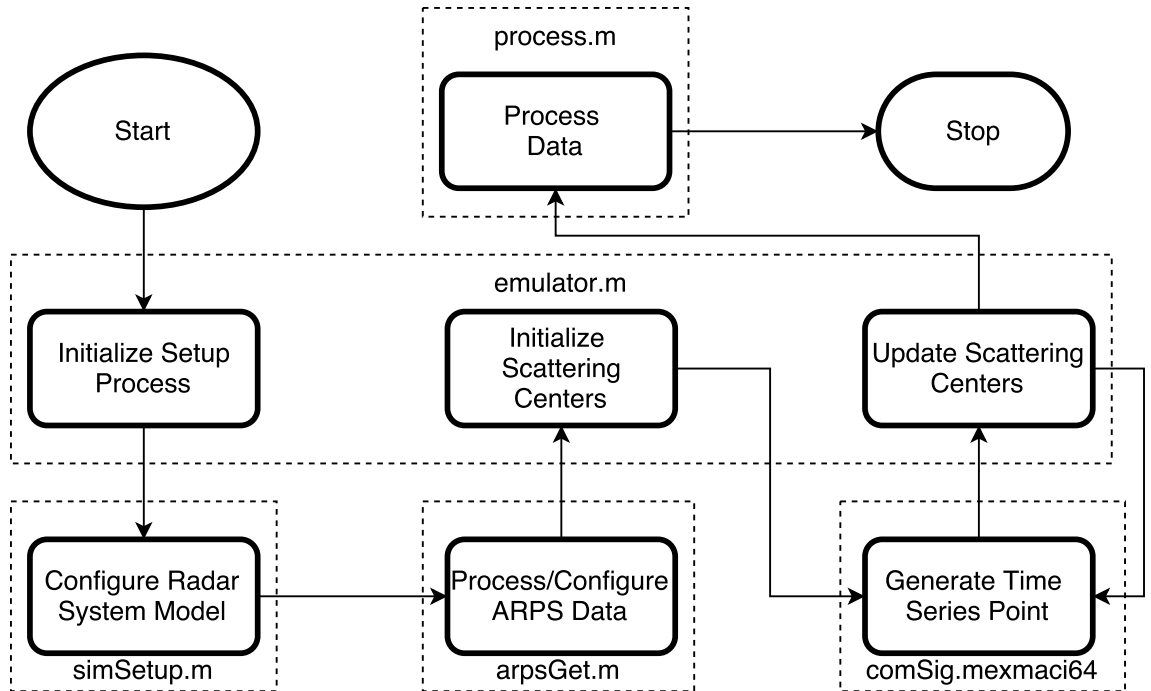 process.m
Start
Process
Data
Stop
emulator.m
Initialize Setup
Process
Initialize
Scattering
Centers
Update Scattering
Centers
Configure Radar
System Model
simSetup.m
Process/Configure
ARPS Data
arpsGet.m
Generate Time
Series Point
comSig.mexmaci64